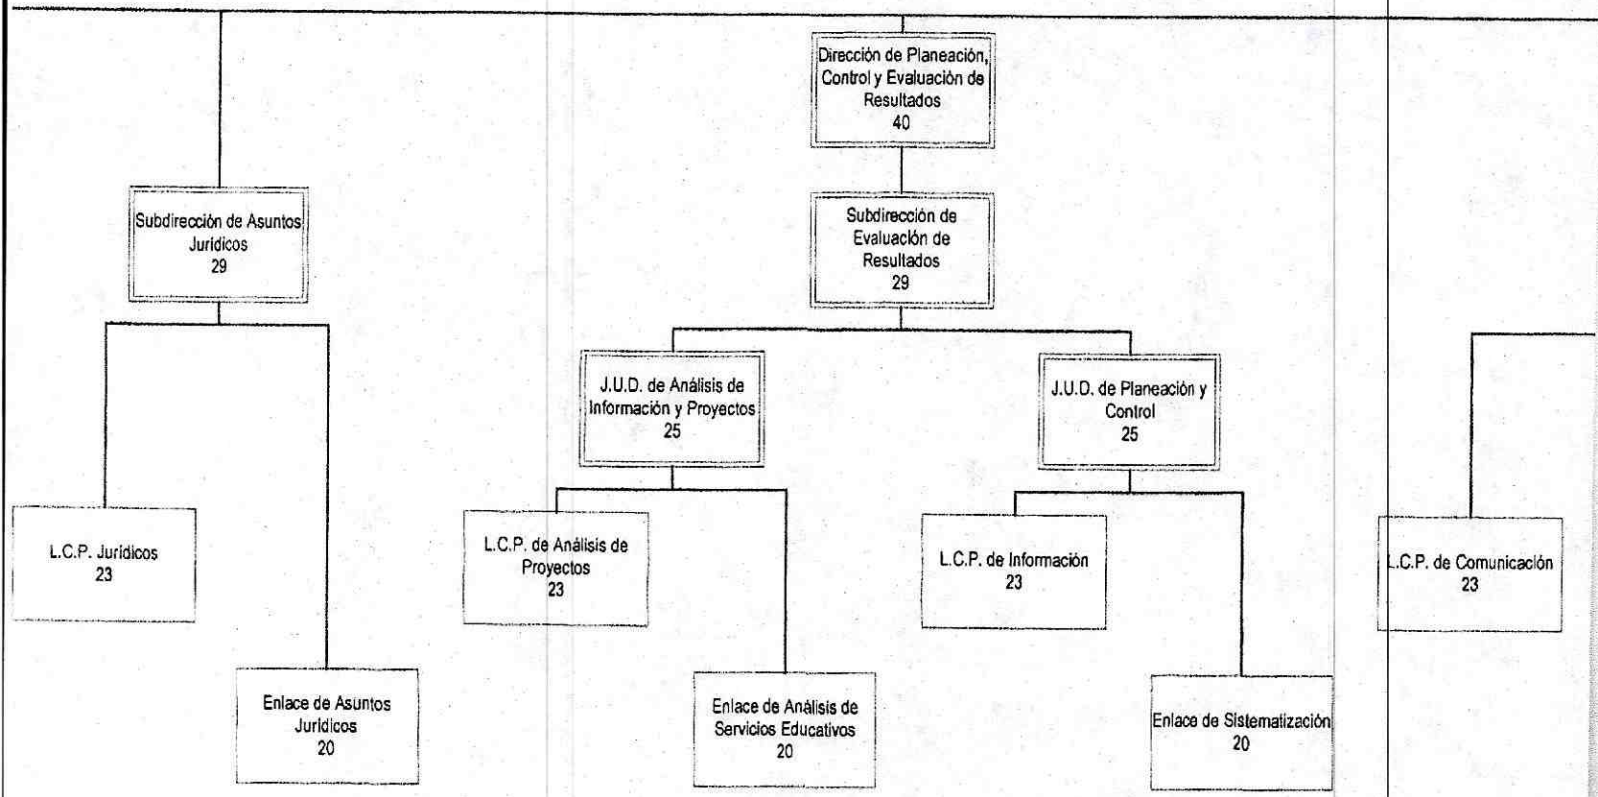 Dirección de Planeación,
Control y Evaluación de
Resultados
40
Subdirección de Asuntos
Jurídicos
29
Subdirección de
Evaluación de
Resultados
29
J.U.D. de Análisis de
Información y Proyectos
25
J.U.D. de Planeación y
Control
25
L.C.P. Jurídicos
23
L.C.P. de Análisis de
Proyectos
23
L.C.P. de Información
23
L.C.P. de Comunicación
23
Enlace de Asuntos
Jurídicos
20
Enlace de Análisis de
Servicios Educativos
20
Enlace de Sistematización
20